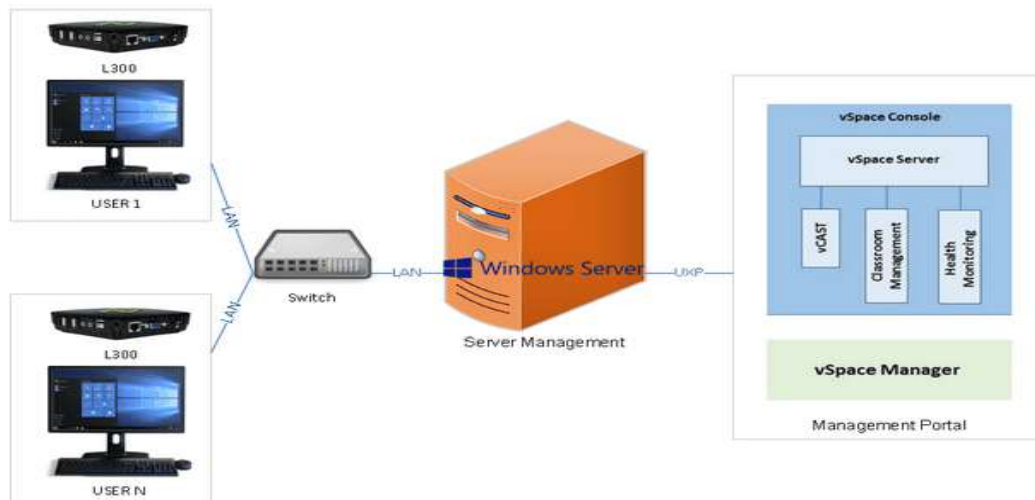 L300
USER 1
LAN
LAN
L300
USER N
Switch
LAN
Windows Server
Server Management
UXP
vSpace Console
vSpace Server
vCAST
Classroom
Management
Health
Monitoring
vSpace Manager
Management Portal